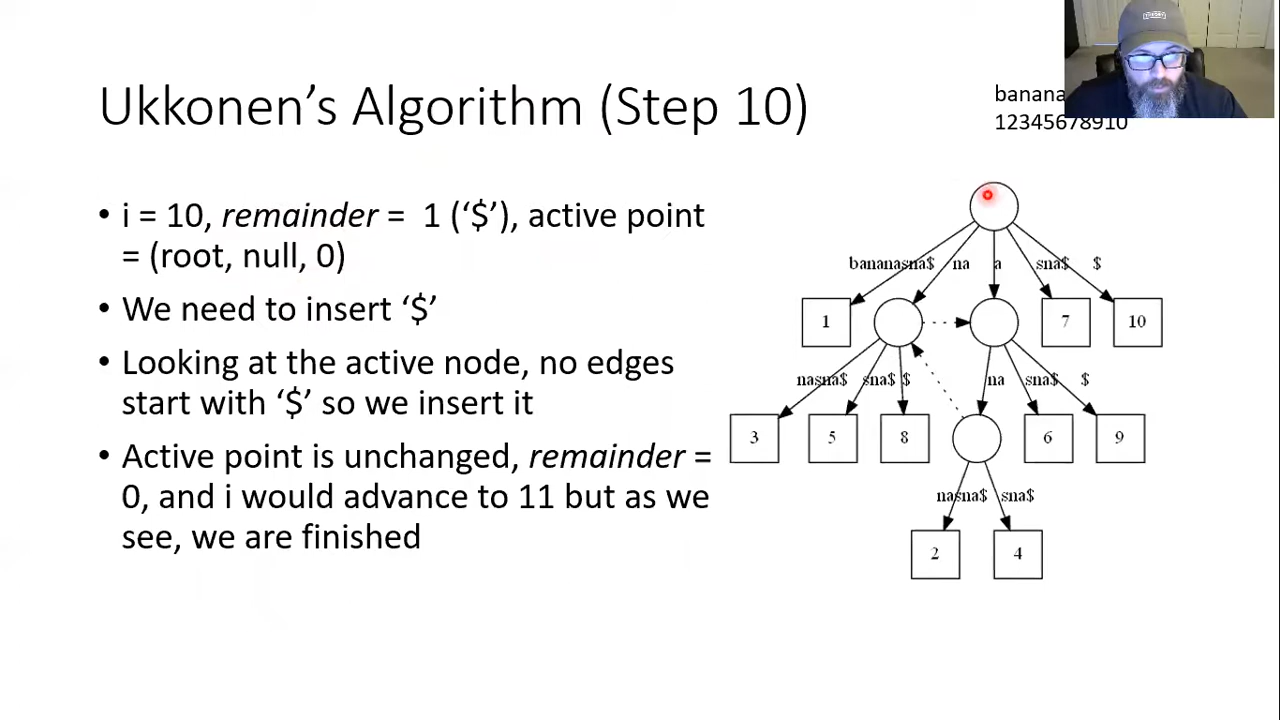 Ukkonen's Algorithm (Step 10)
banana
12345678910
• i = 10, remainder = 1 ('$'), active point
= (root, null, 0)
• We need to insert '$'
• Looking at the active node, no edges
start with '$' so we insert it
• Active point is unchanged, remainder =
0, and i would advance to 11 but as we
see, we are finished
bananasna$ na a sna$ $
1 7 10
nasna$ sna$ $ na sna$ $
3 5 8 6 9
nasna$ sna$
2 4